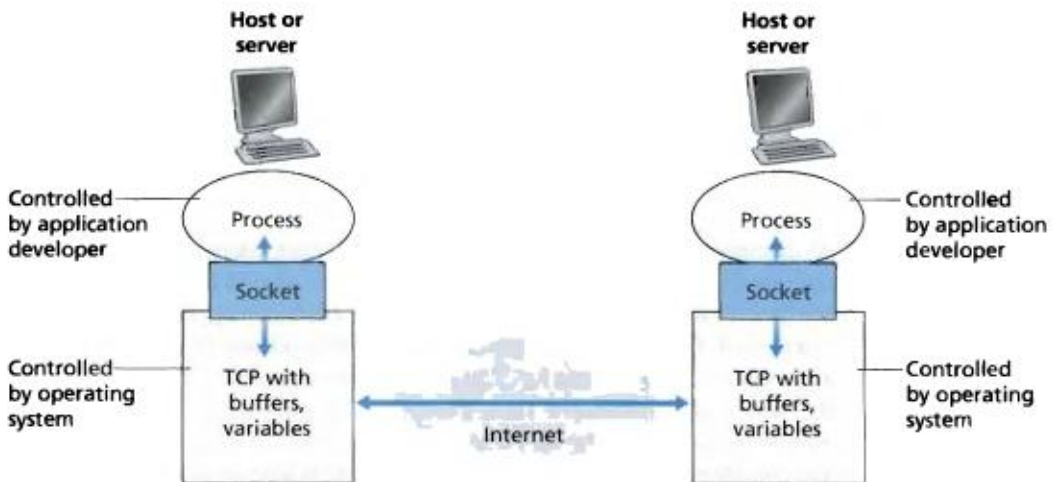 Host or
server
Host or
server
Controlled
by application
developer
Process
Process
Controlled
by application
developer
Socket
Socket
Controlled
by operating
system
TCP with
buffers,
variables
Internet
TCP with
buffers,
variables
Controlled
by operating
system